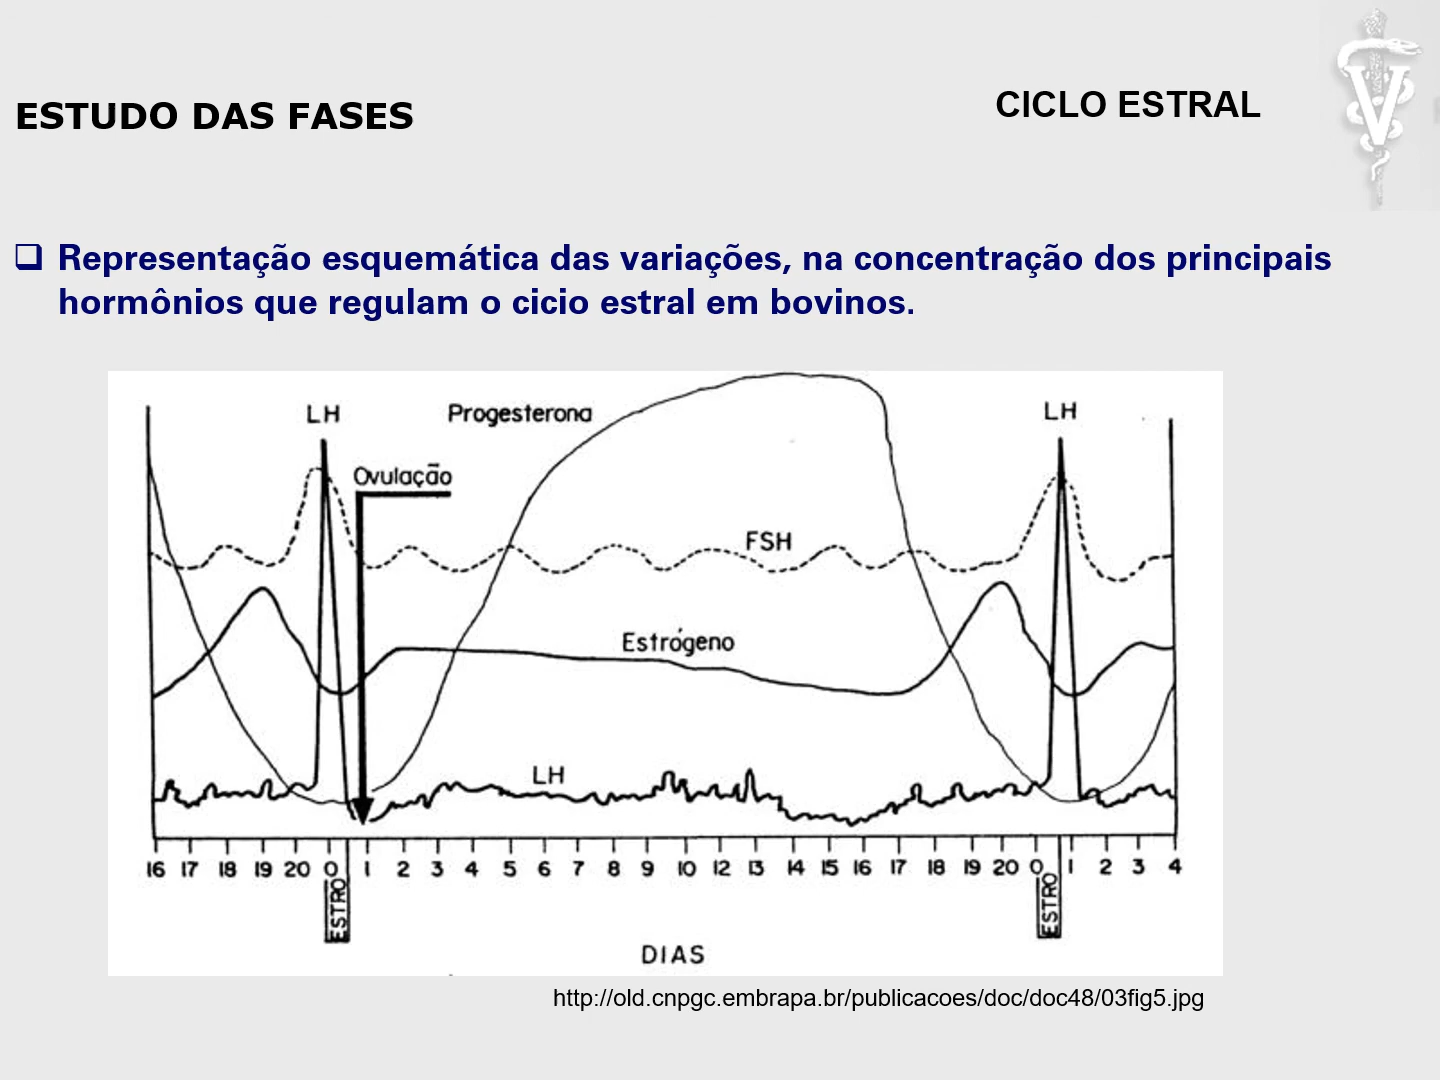 ESTUDO DAS FASES
CICLO ESTRAL
V
❑ Representação esquemática das variações, na concentração dos principais
hormônios que regulam o cicio estral em bovinos.
LH
Progesterona
LH
Ovulação
FSH
Estrógeno
LH
16 17 18 19 20 0 1 2 3 4 5 6 7 8 9 10 12 13 14 15 16 17 18 19 20 0 1 2 3 4
ESTRO
ESTRO
DIAS
http://old.cnpgc.embrapa.br/publicacoes/doc/doc48/03fig5.jpg